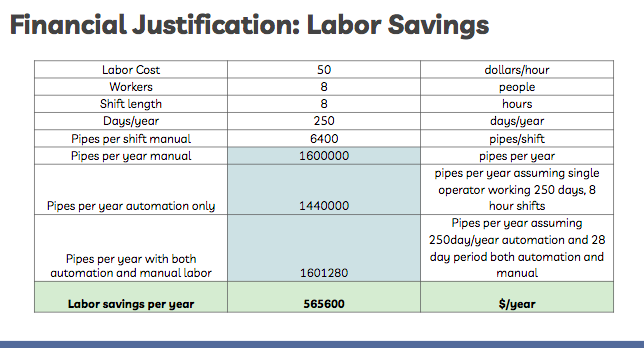 Financial Justification: Labor Savings
Labor Cost 50 dollars/hour
Workers 8 people
Shift length 8 hours
Days/year 250 days/year
Pipes per shift manual 6400 pipes/shift
Pipes per year manual 1600000 pipes per year
pipes per year assuming single
operator working 250 days, 8
Pipes per year automation only 1440000 hour shifts
Pipes per year assuming
250day/year automation and 28
Pipes per year with both day period both automation and
automation and manual labor 1601280 manual
Labor savings per year 565600 $/year